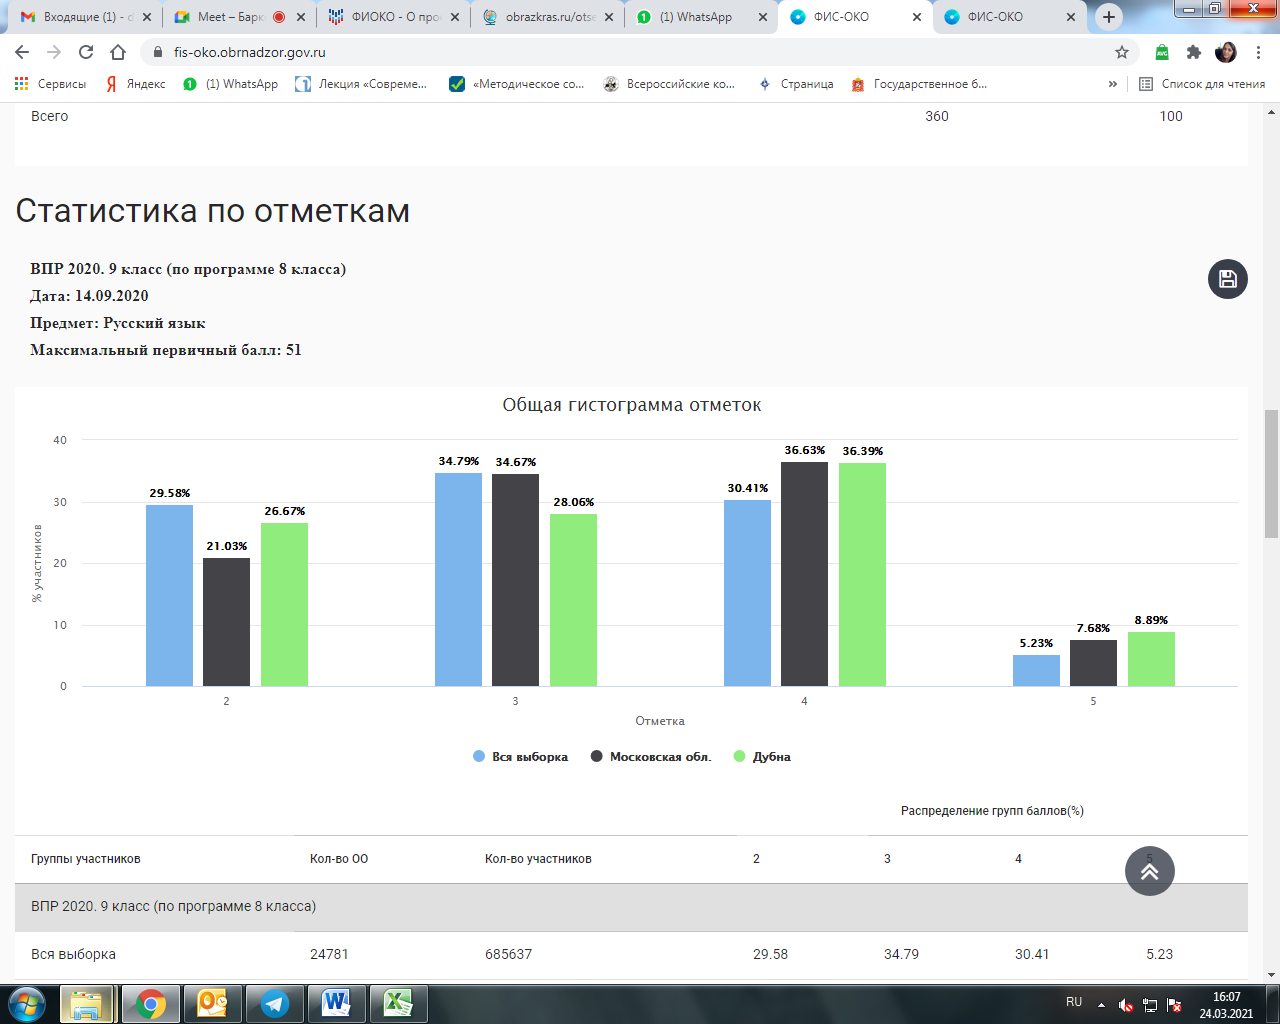 Входящие (1) - d
Meet – Барк
ФИОКО - О про
obrazkras.ru/otse
(1) WhatsApp
ФИС-ОКО
ФИС-ОКО
fis-oko.obrnadzor.gov.ru
Сервисы
Яндекс
(1) WhatsApp
Лекция «Совреме...
«Методическое со...
Всероссийские ко...
Страница
Государственное б...
»
Список для чтения
Всего 360 100
Статистика по отметкам
ВПР 2020. 9 класс (по программе 8 класса)
Дата: 14.09.2020
Предмет: Русский язык
Максимальный первичный балл: 51
Общая гистограмма отметок
% участников
40
30
20
10
0
29.58%
21.03%
26.67%
34.79%
34.67%
28.06%
30.41%
36.63%
36.39%
5.23%
7.68%
8.89%
2 3 4 5
Отметка
Вся выборка Московская обл. Дубна
Распределение групп баллов(%)
Группы участников Кол-во ОО Кол-во участников 2 3 4 5
ВПР 2020. 9 класс (по программе 8 класса)
Вся выборка 24781 685637 29.58 34.79 30.41 5.23
RU
16:07
24.03.2021